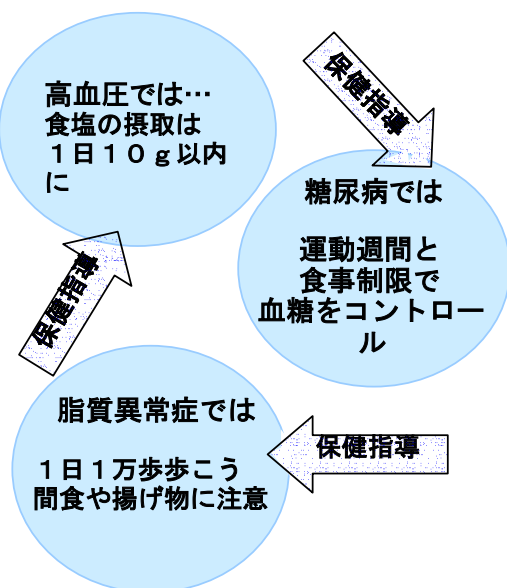 高血圧では…
食塩の摂取は
１日１０ｇ以内
に
保健指導
糖尿病では
運動週間と
食事制限で
血糖をコントロー
ル
保健指導
脂質異常症では
１日１万歩歩こう
間食や揚げ物に注意
保健指導